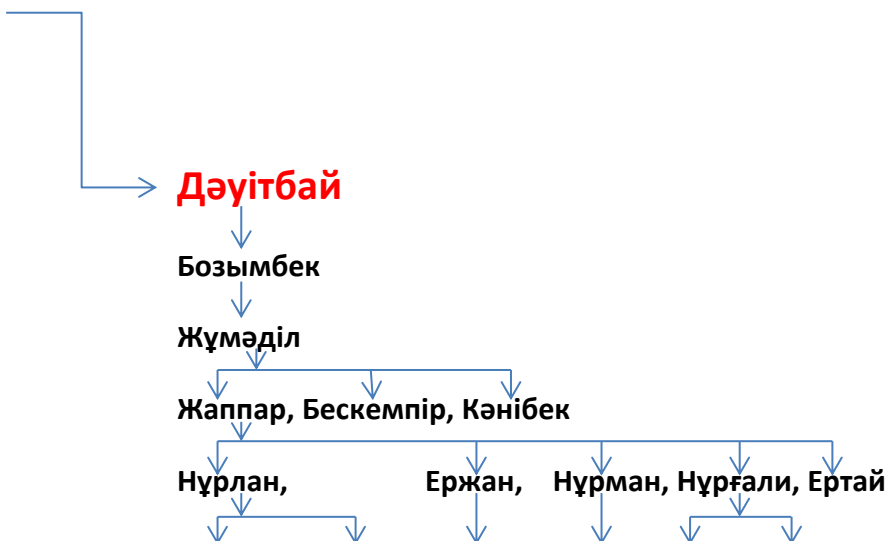 Дәуітбай
Бозымбек
Жұмәділ
Жаппар, Бескемпір, Кәнібек
Нұрлан, Ержан, Нұрман, Нұрғали, Ертай